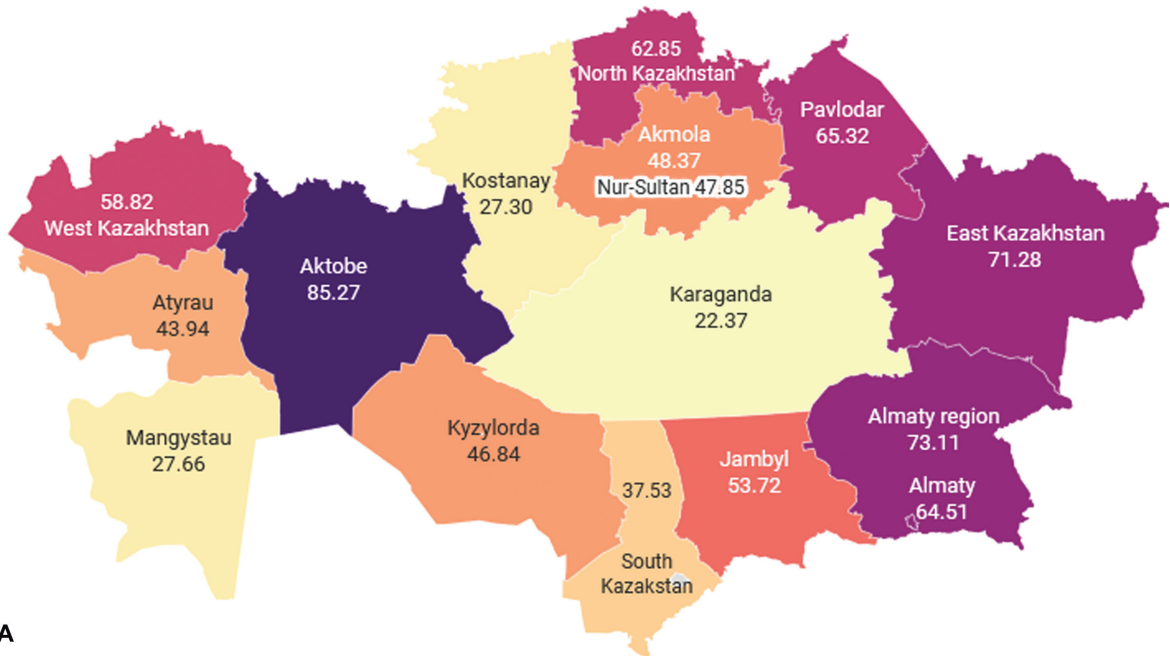 62.85
North Kazakhstan
Pavlodar
65.32
Akmola
48.37
Nur-Sultan 47.85
Kostanay
27.30
58.82
West Kazakhstan
East Kazakhstan
71.28
Aktobe
85.27
Atyrau
43.94
Karaganda
22.37
Almaty region
73.11
Mangystau
27.66
Kyzylorda
46.84
Jambyl
53.72
37.53
Almaty
64.51
South
Kazakstan
A